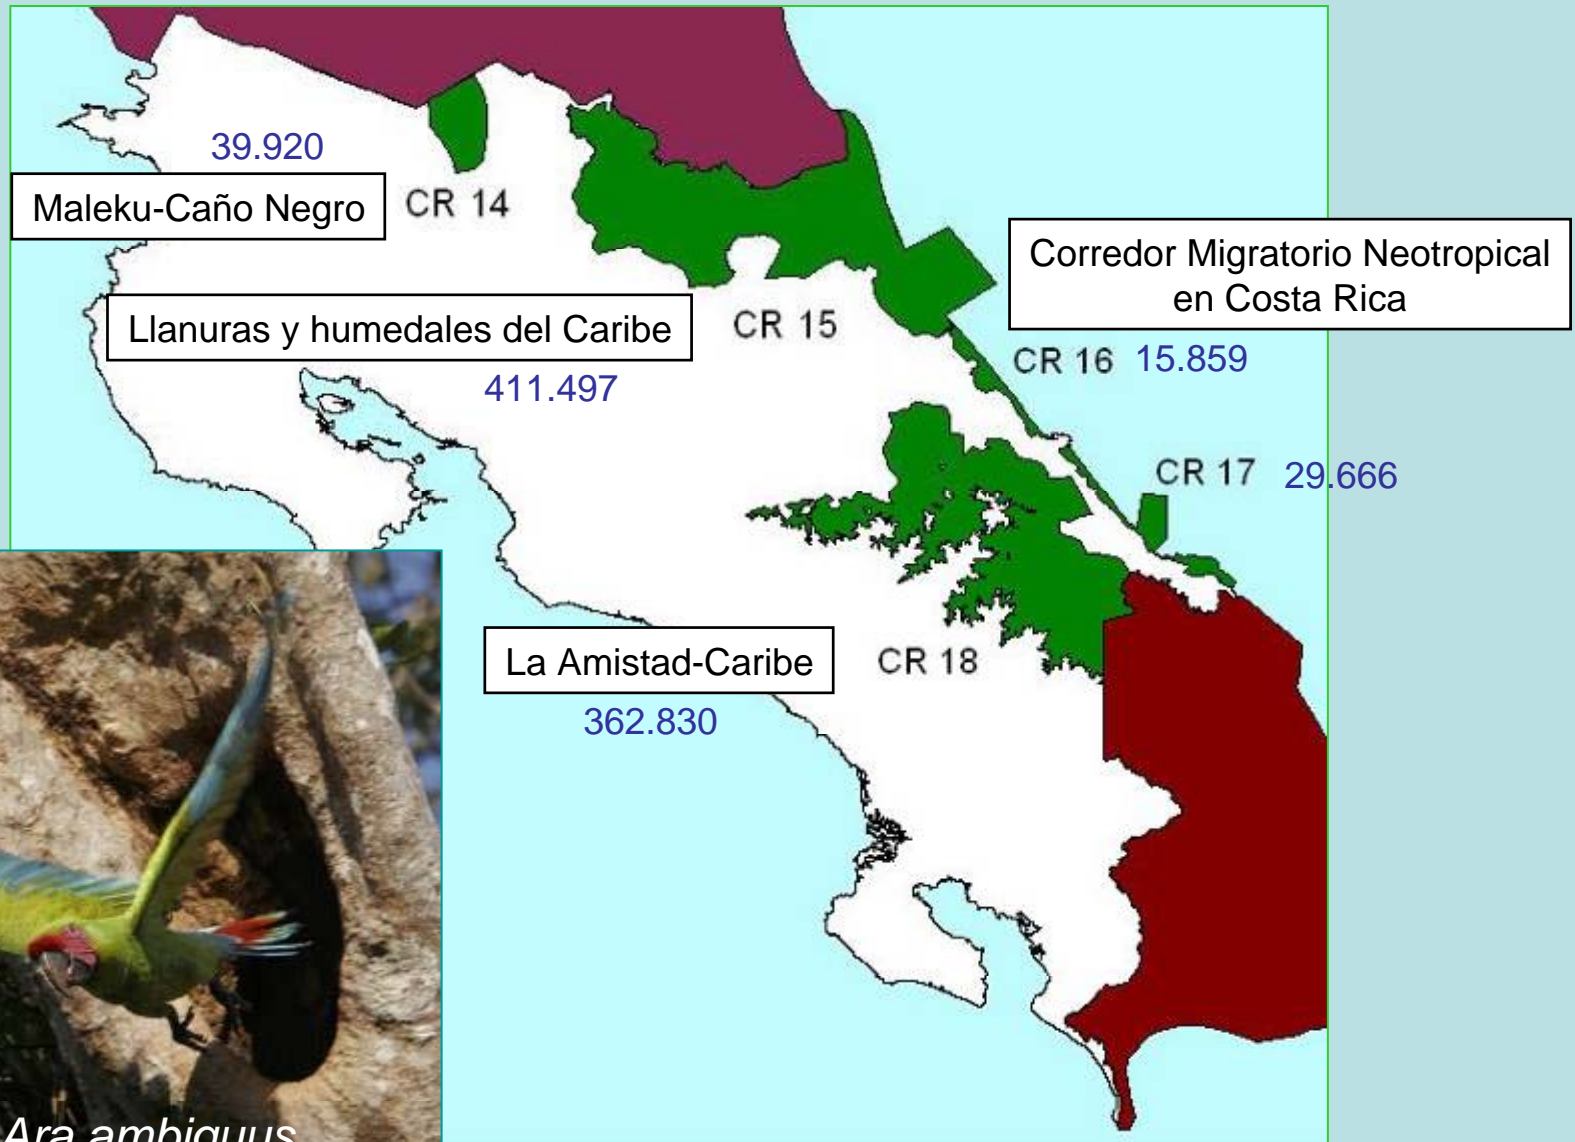 39.920
Maleku-Caño Negro
CR 14
Corredor Migratorio Neotropical
en Costa Rica
Llanuras y humedales del Caribe
CR 15
411.497
CR 16 15.859
CR 17 29.666
La Amistad-Caribe
CR 18
362.830
Ara ambiguus